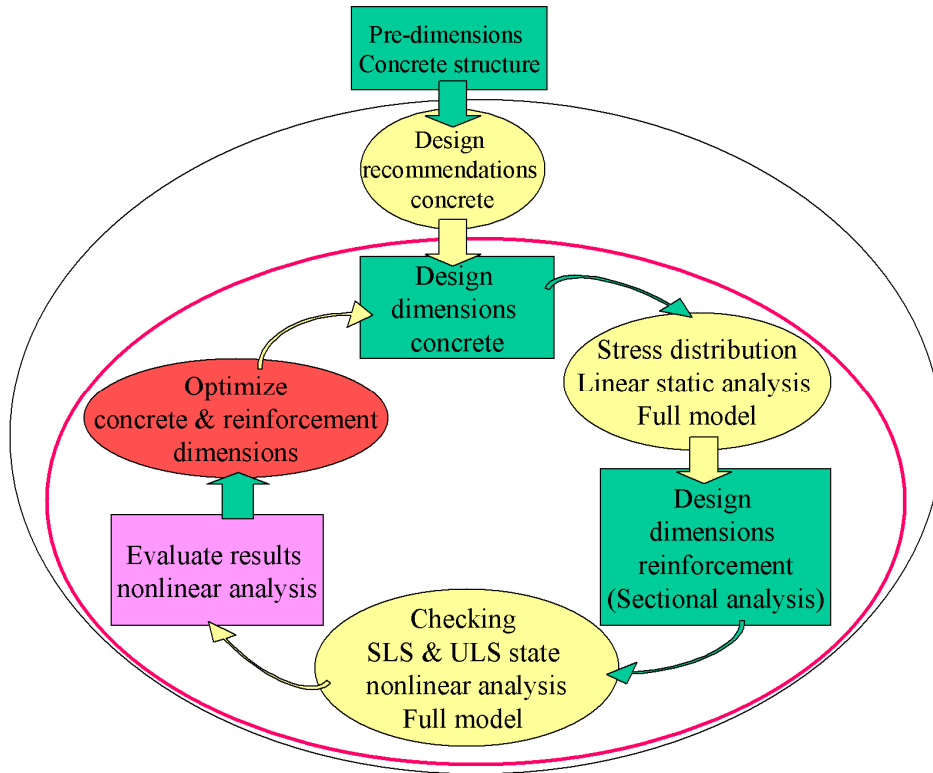 Pre-dimensions
Concrete structure
Design
recommendations
concrete
Design
dimensions
concrete
Stress distribution
Linear static analysis
Full model
Design
dimensions
reinforcement
(Sectional analysis)
Checking
SLS & ULS state
nonlinear analysis
Full model
Evaluate results
nonlinear analysis
Optimize
concrete & reinforcement
dimensions